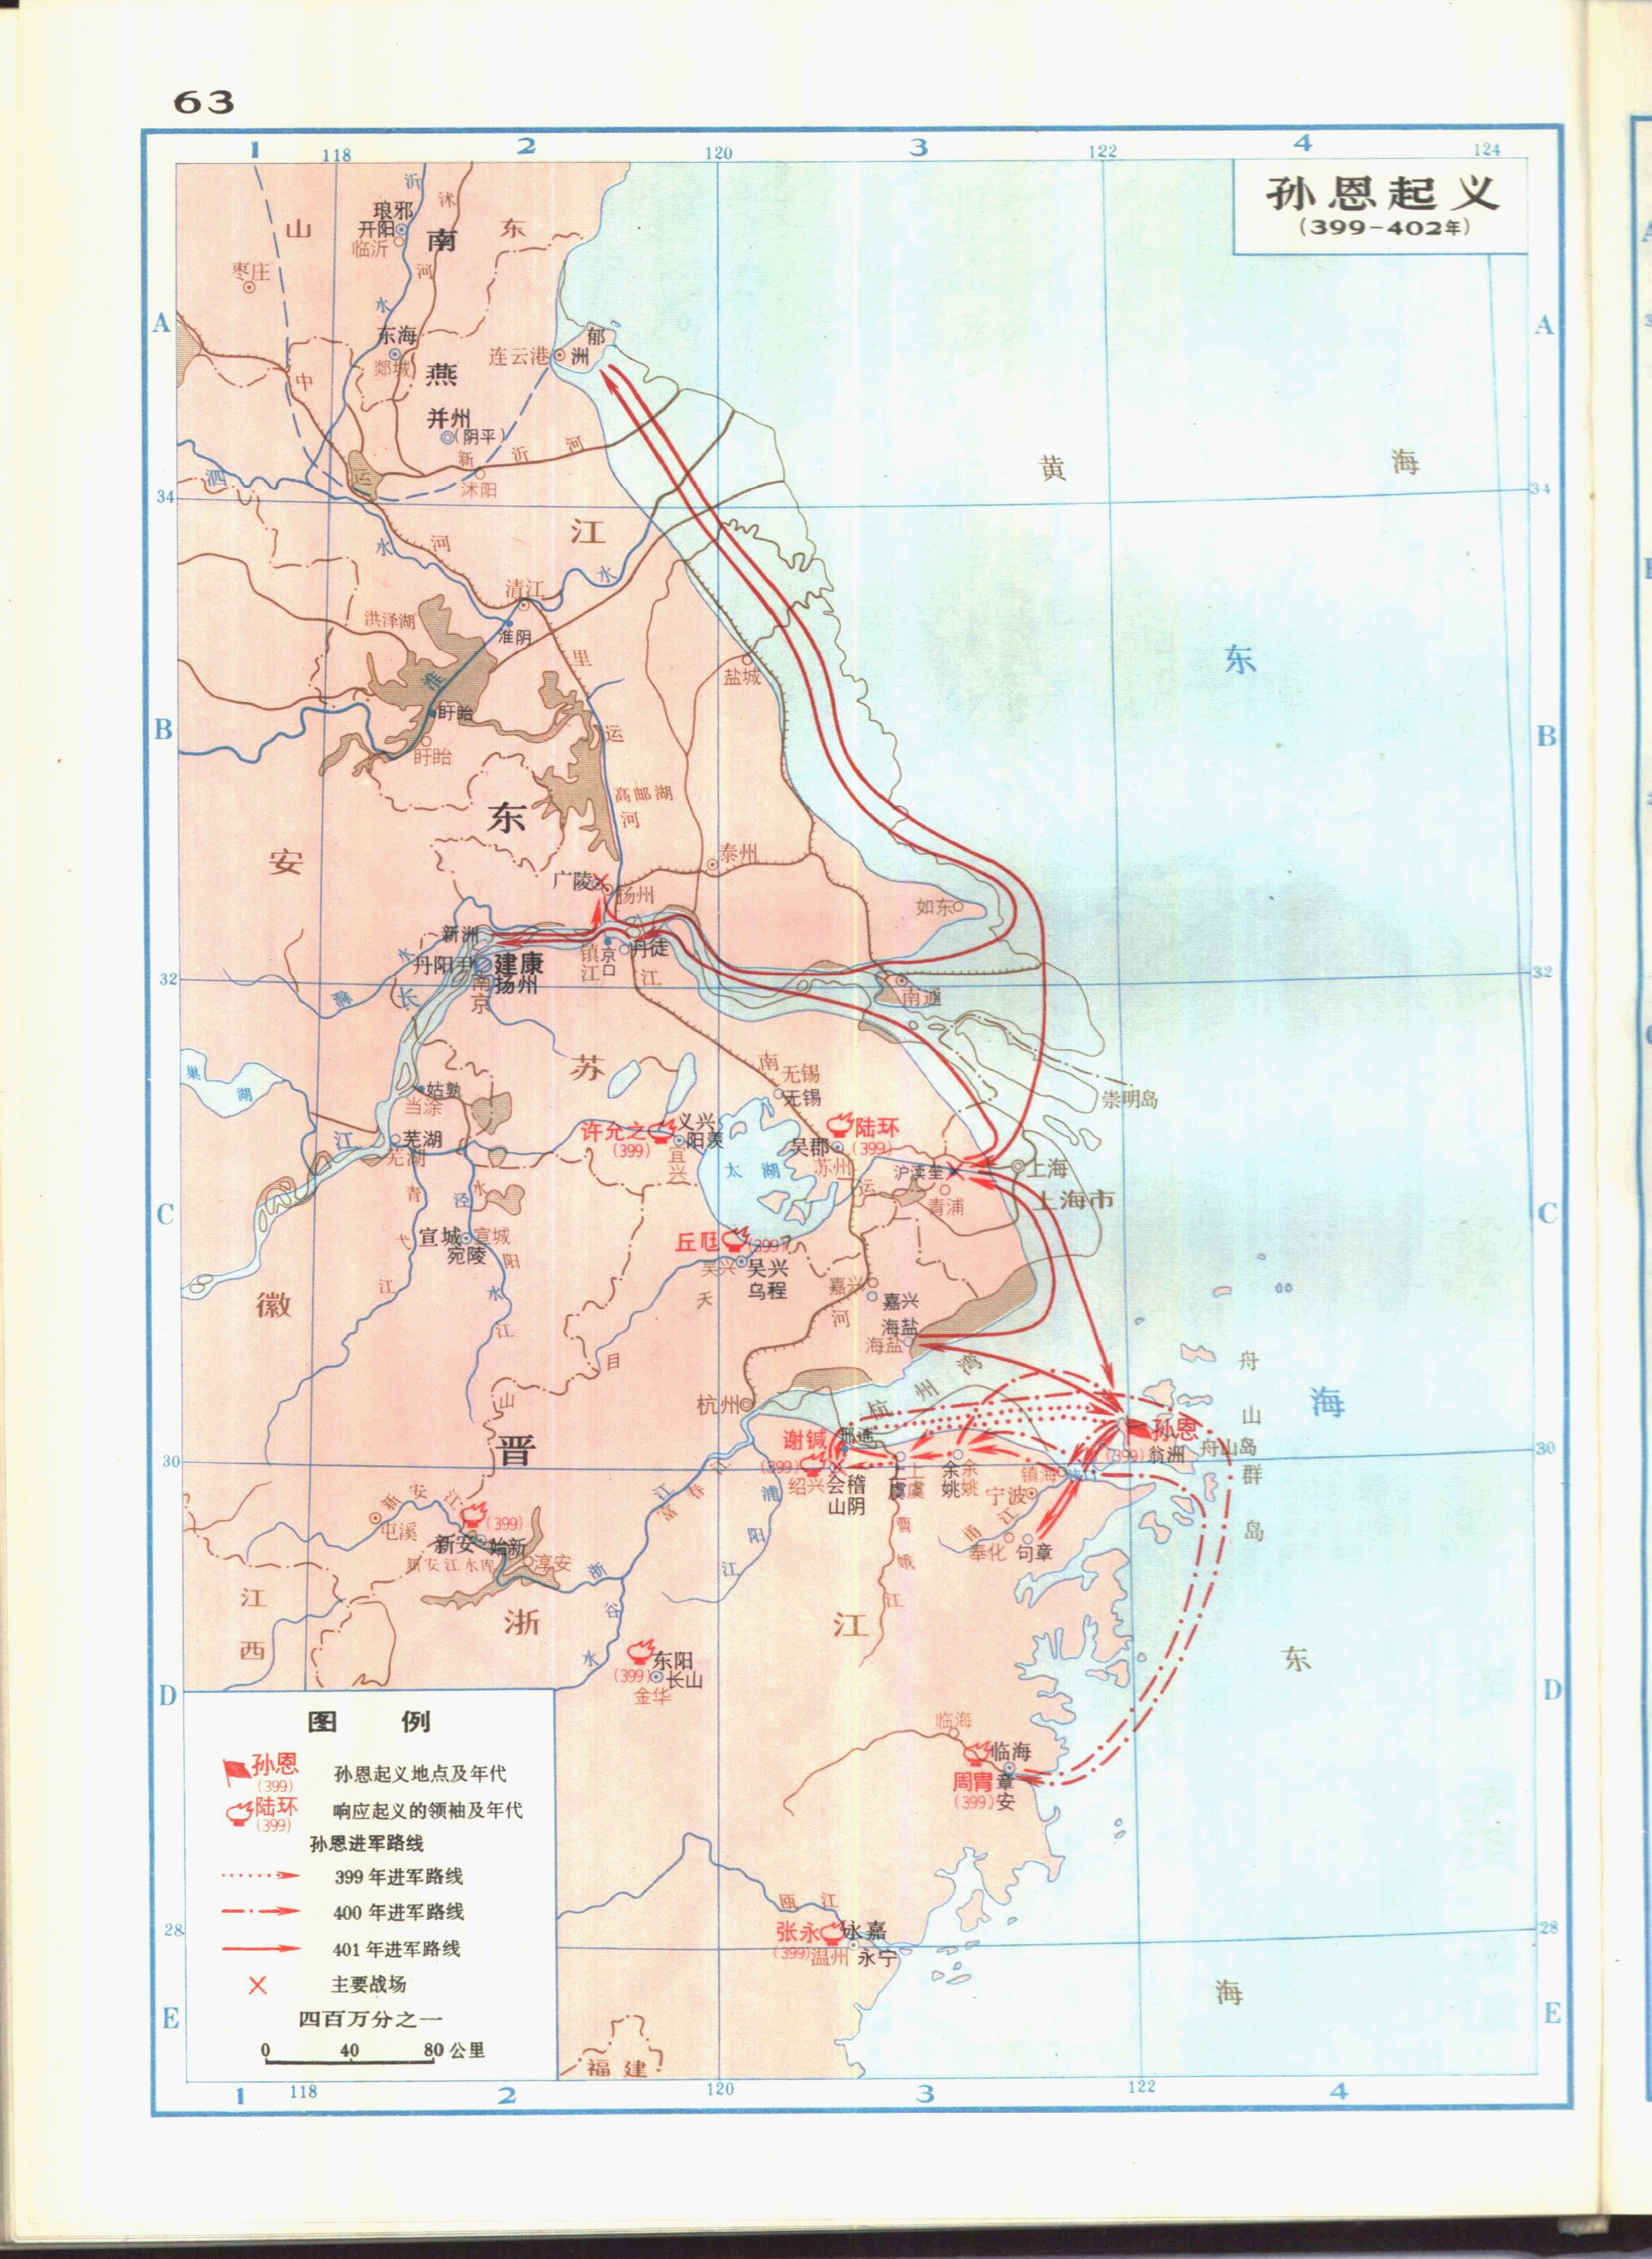 63
1
118
2
120
3
122
4
124
孙恩起义
(399-402年)
山
东
沂
水
沭
河
琅邪
开阳
临沂
枣庄
南
燕
东海
郯城
中
运
河
并州
(阴平)
连云港
郁
洲
新
沂
河
沭阳
泗
水
34
34
黄
海
江
苏
清江
淮阴
水
洪泽湖
淮
盱眙
盱眙
里
运
河
高邮湖
盐城
东
海
安
徽
东
晋
泰州
广陵
扬州
如东
新洲
丹阳尹
建康
扬州
南京
镇江
京口
丹徒
江
南
运
河
南通
32
32
滁
水
长
江
巢
湖
姑孰
当涂
芜湖
芜湖
青
弋
江
泾
水
宣城
宛陵
宣城
水
阳
江
许允之
(399)
义兴
阳羡
宜兴
无锡
无锡
太湖
陆环
(399)
吴郡
苏州
沪渎垒
青浦
上海
上海市
崇明岛
丘尫
(399)
吴兴
吴兴
乌程
天
目
山
嘉兴
嘉兴
海盐
海盐
杭州
杭
州
湾
谢鍼
(399)
邢浦
绍兴
会稽
山阴
上虞
上虞
余姚
余姚
镇海
浃口
宁波
甬
江
奉化
句章
孙恩
(399)
翁洲
舟山岛
舟
山
群
岛
30
30
新
安
江
屯溪
(399)
新安
始新
新安江水库
淳安
富
春
江
浙
江
浦
阳
江
曹
娥
江
谷
水
浙
江
江
西
(399)
东阳
长山
金华
临海
临海
周胄
(399)
章安
东
海
瓯江
张永
(399)
永嘉
温州
永宁
28
28
福建
图例
孙恩
(399)
孙恩起义地点及年代
陆环
(399)
响应起义的领袖及年代
孙恩进军路线
399年进军路线
400年进军路线
401年进军路线
主要战场
四百万分之一
0 40 80公里
A
B
C
D
E
A
B
C
D
E
1
118
2
120
3
122
4